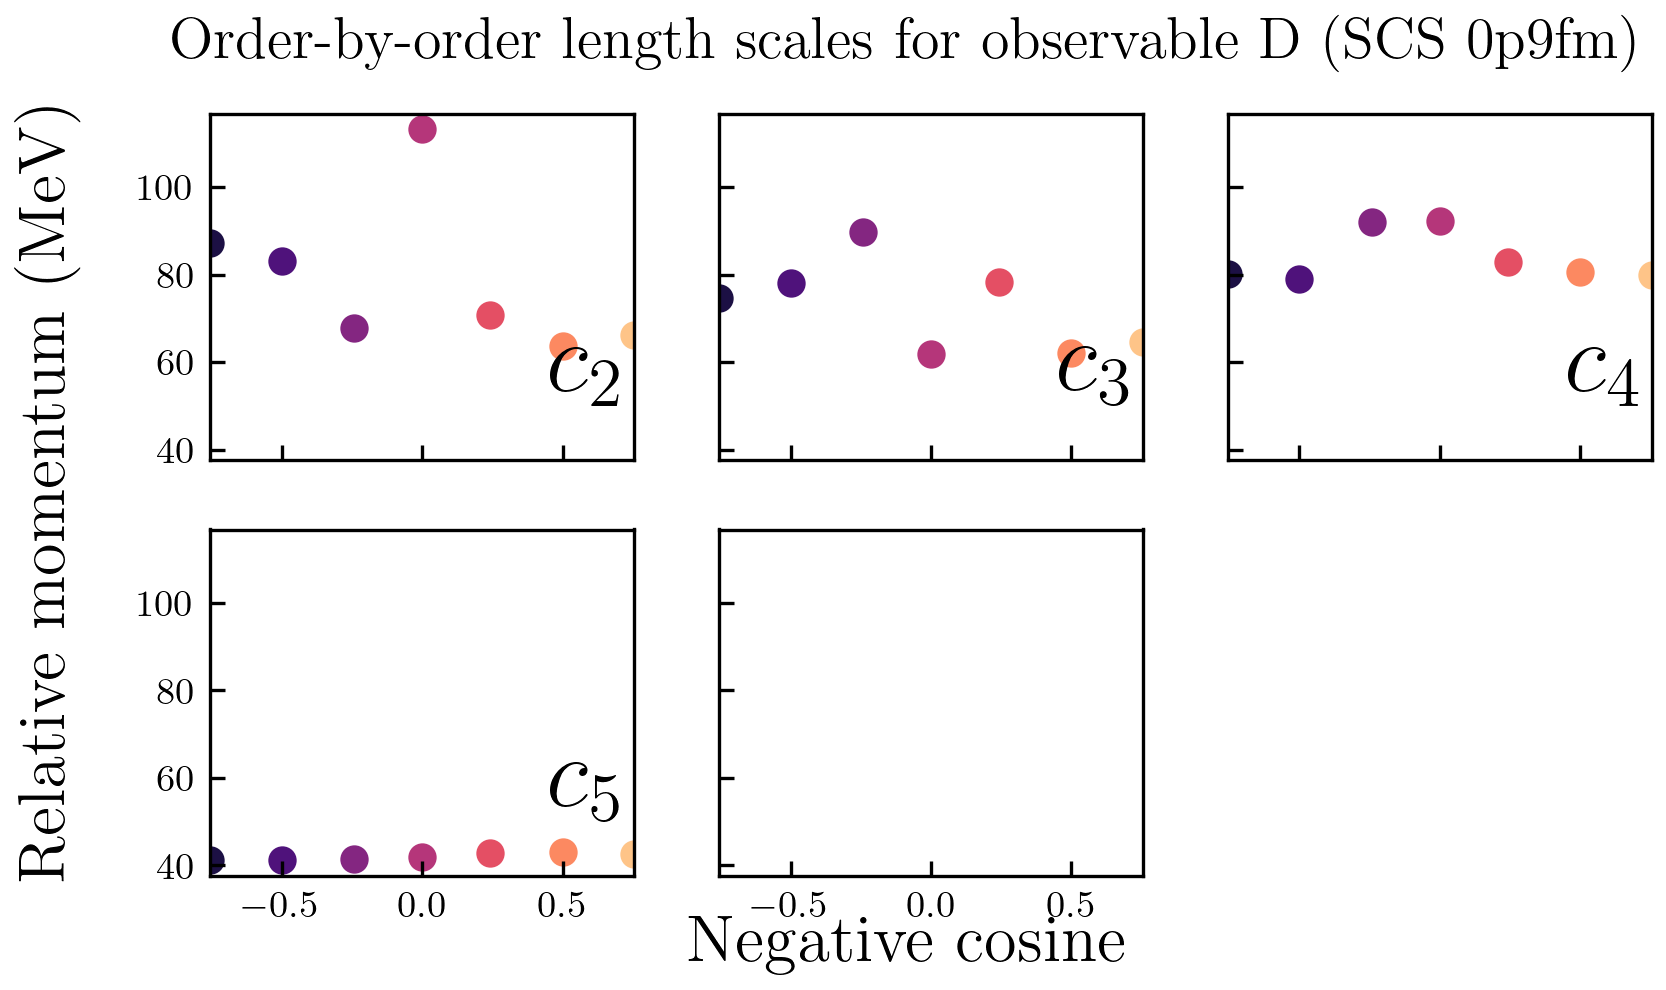 Order-by-order length scales for observable D (SCS 0p9fm)
Relative momentum (MeV)
100
80
60
40
c2
c3
c4
100
80
60
40
c5
−0.5 0.0 0.5
−0.5 0.0 0.5
Negative cosine